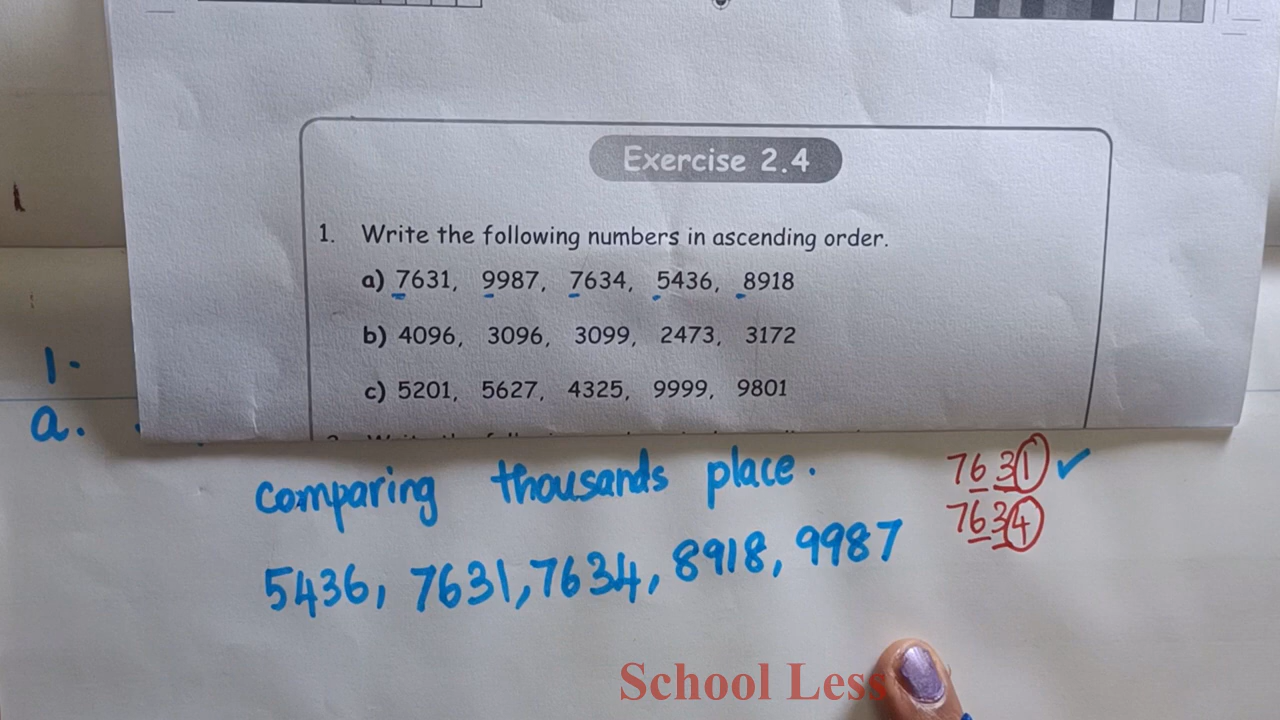 Exercise 2.4
1. Write the following numbers in ascending order.
a) 7631, 9987, 7634, 5436, 8918
b) 4096, 3096, 3099, 2473, 3172
c) 5201, 5627, 4325, 9999, 9801
1.
a.
comparing thousands place.
5436, 7631, 7634, 8918, 9987
7631 ✓
7634
School Less